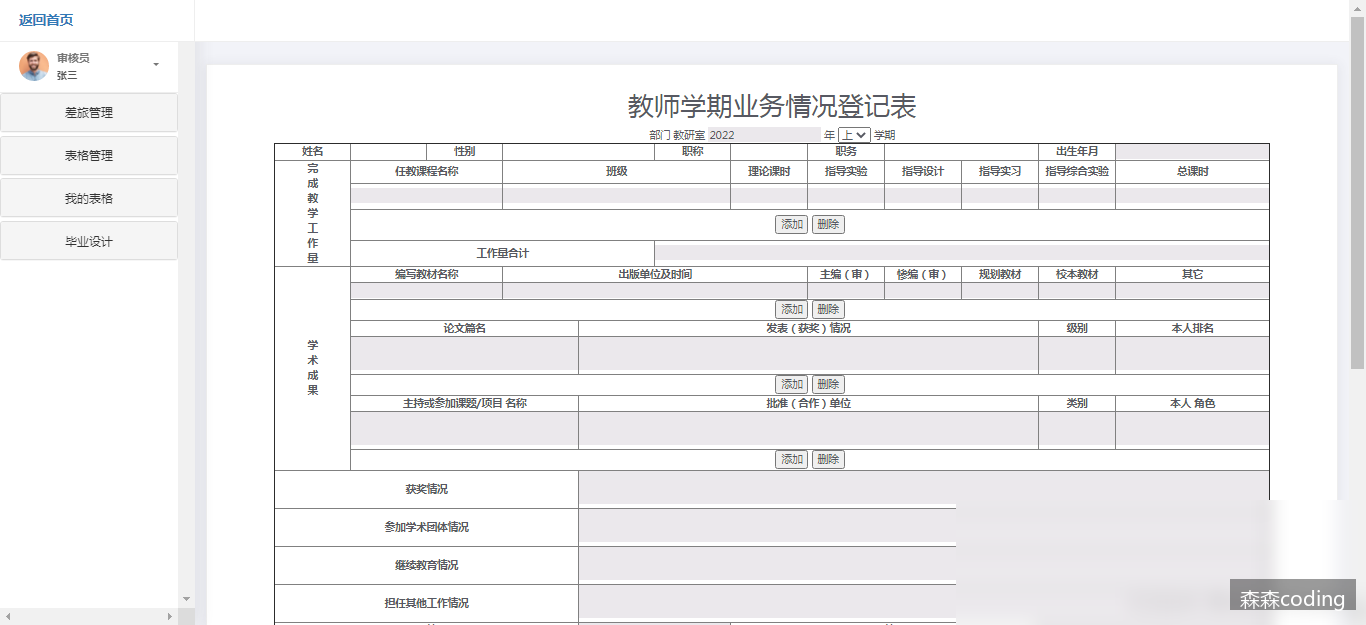 返回首页
审核员
张三
差旅管理
表格管理
我的表格
毕业设计
教师学期业务情况登记表
部门 教研室 2022 年 上 学期
姓名 性别 职称 职务 出生年月
完成教学工作量
任教课程名称 班级 理论课时 指导实验 指导设计 指导实习 指导综合实验 总课时
添加 删除
工作量合计
学术成果
编写教材名称 出版单位及时间 主编（审） 修编（审） 规划教材 校本教材 其它
添加 删除
论文篇名 发表（获奖）情况 级别 本人排名
添加 删除
主持或参加课题/项目 名称 批准（合作）单位 类别 本人 角色
添加 删除
获奖情况
参加学术团体情况
继续教育情况
担任其他工作情况
森森coding